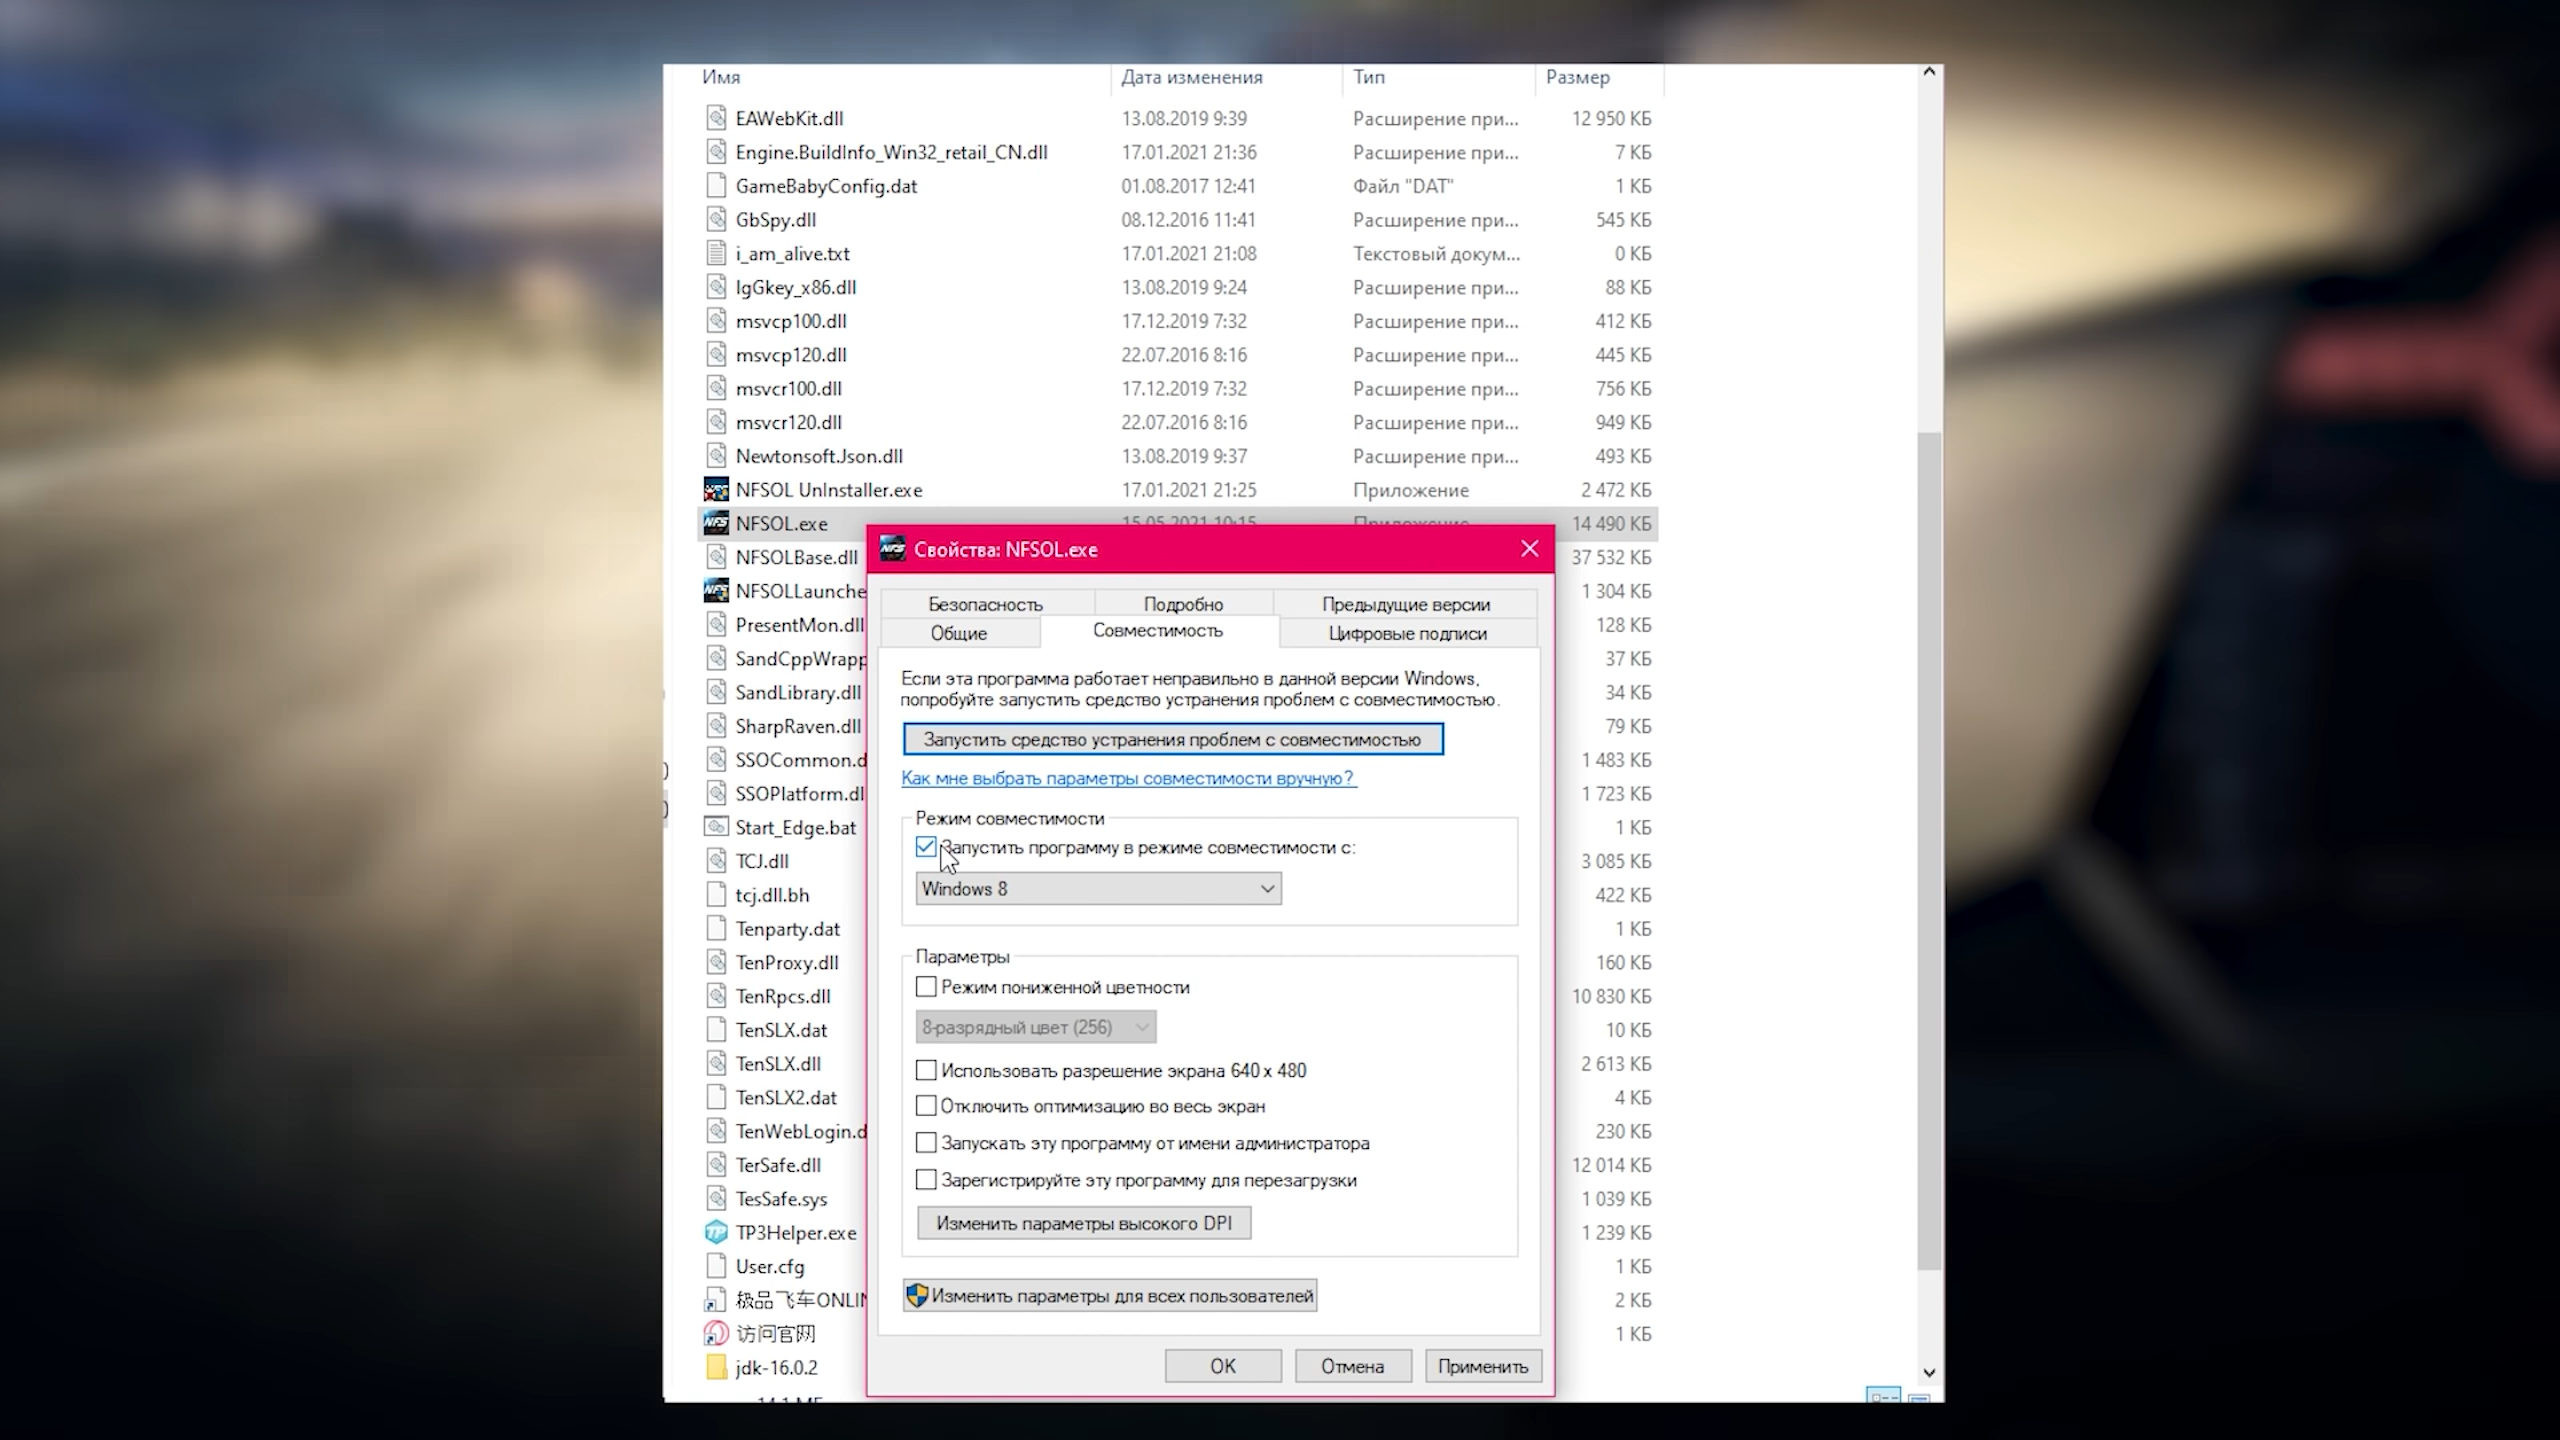 Имя Дата изменения Тип Размер
EAWebKit.dll 13.08.2019 9:39 Расширение при... 12 950 КБ
Engine.BuildInfo_Win32_retail_CN.dll 17.01.2021 21:36 Расширение при... 7 КБ
GameBabyConfig.dat 01.08.2017 12:41 Файл "DAT" 1 КБ
GbSpy.dll 08.12.2016 11:41 Расширение при... 545 КБ
i_am_alive.txt 17.01.2021 21:08 Текстовый докум... 0 КБ
IgGkey_x86.dll 13.08.2019 9:24 Расширение при... 88 КБ
msvcp100.dll 17.12.2019 7:32 Расширение при... 412 КБ
msvcp120.dll 22.07.2016 8:16 Расширение при... 445 КБ
msvcr100.dll 17.12.2019 7:32 Расширение при... 756 КБ
msvcr120.dll 22.07.2016 8:16 Расширение при... 949 КБ
Newtonsoft.Json.dll 13.08.2019 9:37 Расширение при... 493 КБ
NFSOL UnInstaller.exe 17.01.2021 21:25 Приложение 2 472 КБ
NFSOL.exe 15.05.2021 10:15 Приложение 14 490 КБ
NFSOLBase.dll 37 532 КБ
NFSOLLaunche 1 304 КБ
PresentMon.dll 128 КБ
SandCppWrapp 37 КБ
SandLibrary.dll 34 КБ
SharpRaven.dll 79 КБ
SSOCommon.d 1 483 КБ
SSOPlatform.dl 1 723 КБ
Start_Edge.bat 1 КБ
TCJ.dll 3 085 КБ
tcj.dll.bh 422 КБ
Tenparty.dat 1 КБ
TenProxy.dll 160 КБ
TenRpcs.dll 10 830 КБ
TenSLX.dat 10 КБ
TenSLX.dll 2 613 КБ
TenSLX2.dat 4 КБ
TenWebLogin.d 230 КБ
TerSafe.dll 12 014 КБ
TesSafe.sys 1 039 КБ
TP3Helper.exe 1 239 КБ
User.cfg 1 КБ
极品飞车ONLIN 2 КБ
访问官网 1 КБ
jdk-16.0.2
Свойства: NFSOL.exe
Безопасность Подробно Предыдущие версии
Общие Совместимость Цифровые подписи
Если эта программа работает неправильно в данной версии Windows,
попробуйте запустить средство устранения проблем с совместимостью.
Запустить средство устранения проблем с совместимостью
Как мне выбрать параметры совместимости вручную?
Режим совместимости
Запустить программу в режиме совместимости с:
Windows 8
Параметры
Режим пониженной цветности
8-разрядный цвет (256)
Использовать разрешение экрана 640 x 480
Отключить оптимизацию во весь экран
Запускать эту программу от имени администратора
Зарегистрируйте эту программу для перезагрузки
Изменить параметры высокого DPI
Изменить параметры для всех пользователей
OK Отмена Применить